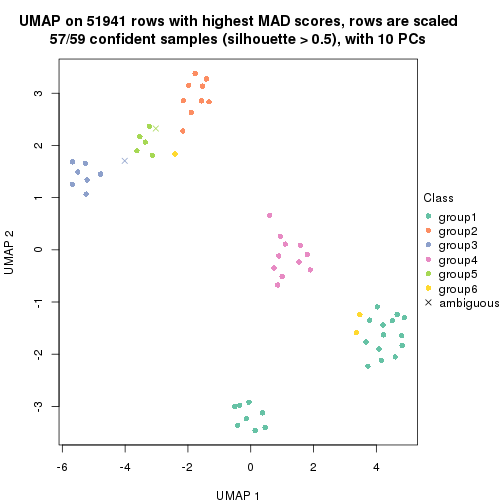 UMAP on 51941 rows with highest MAD scores, rows are scaled
57/59 confident samples (silhouette > 0.5), with 10 PCs
3
2
1
0
-1
-2
-3
UMAP 2
-6
-4
-2
0
2
4
UMAP 1
Class
group1
group2
group3
group4
group5
group6
ambiguous